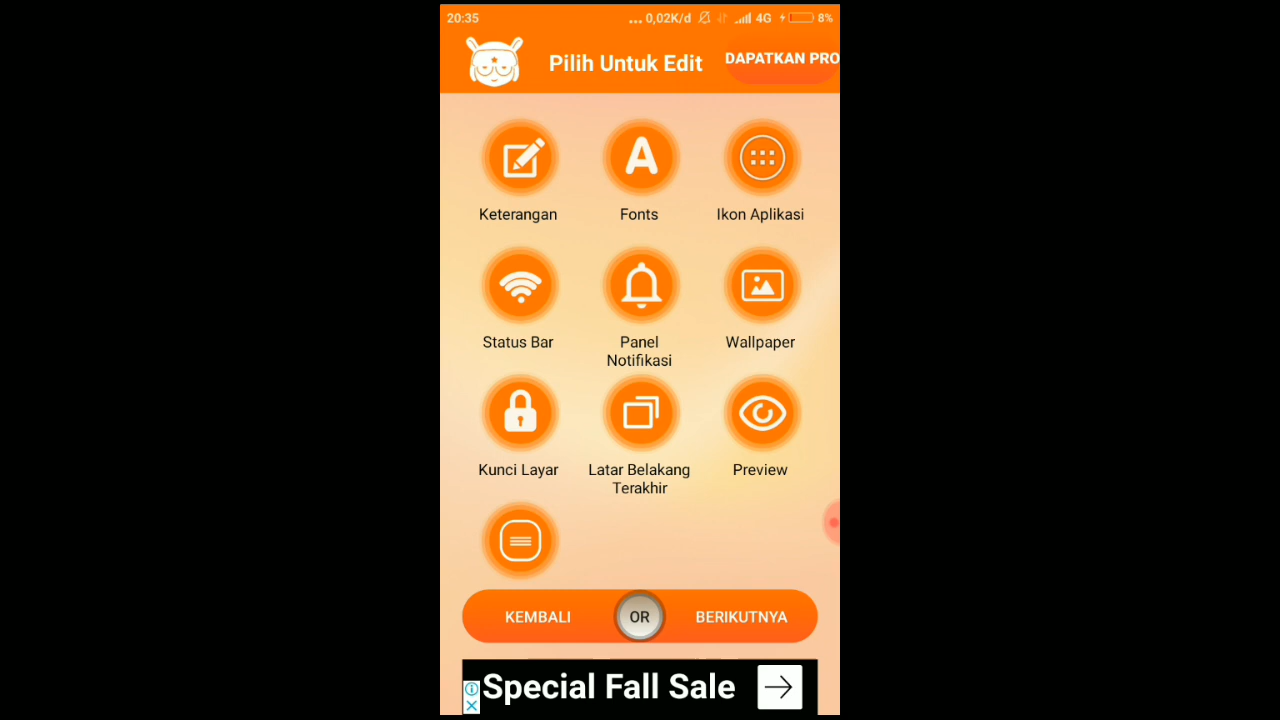 20:35
... 0,02K/d
4G
8%
Pilih Untuk Edit
DAPATKAN PRO
Keterangan
Fonts
Ikon Aplikasi
Status Bar
Panel
Notifikasi
Wallpaper
Kunci Layar
Latar Belakang
Terakhir
Preview
KEMBALI
OR
BERIKUTNYA
Special Fall Sale